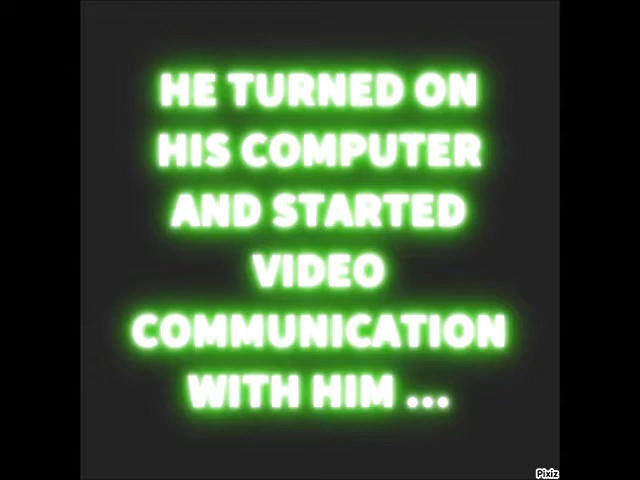 HE TURNED ON
HIS COMPUTER
AND STARTED
VIDEO
COMMUNICATION
WITH HIM ...
Pixiz